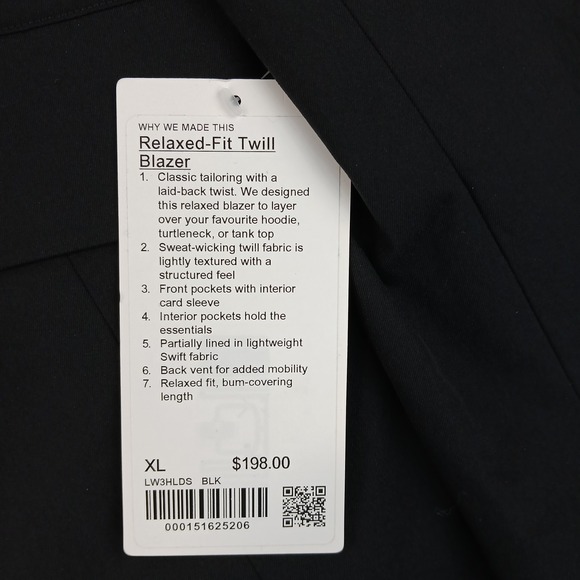 WHY WE MADE THIS
Relaxed-Fit Twill
Blazer
1. Classic tailoring with a
laid-back twist. We designed
this relaxed blazer to layer
over your favourite hoodie,
turtleneck, or tank top
2. Sweat-wicking twill fabric is
lightly textured with a
structured feel
3. Front pockets with interior
card sleeve
4. Interior pockets hold the
essentials
5. Partially lined in lightweight
Swift fabric
6. Back vent for added mobility
7. Relaxed fit, bum-covering
length
XL $198.00
LW3HLDS BLK
000151625206